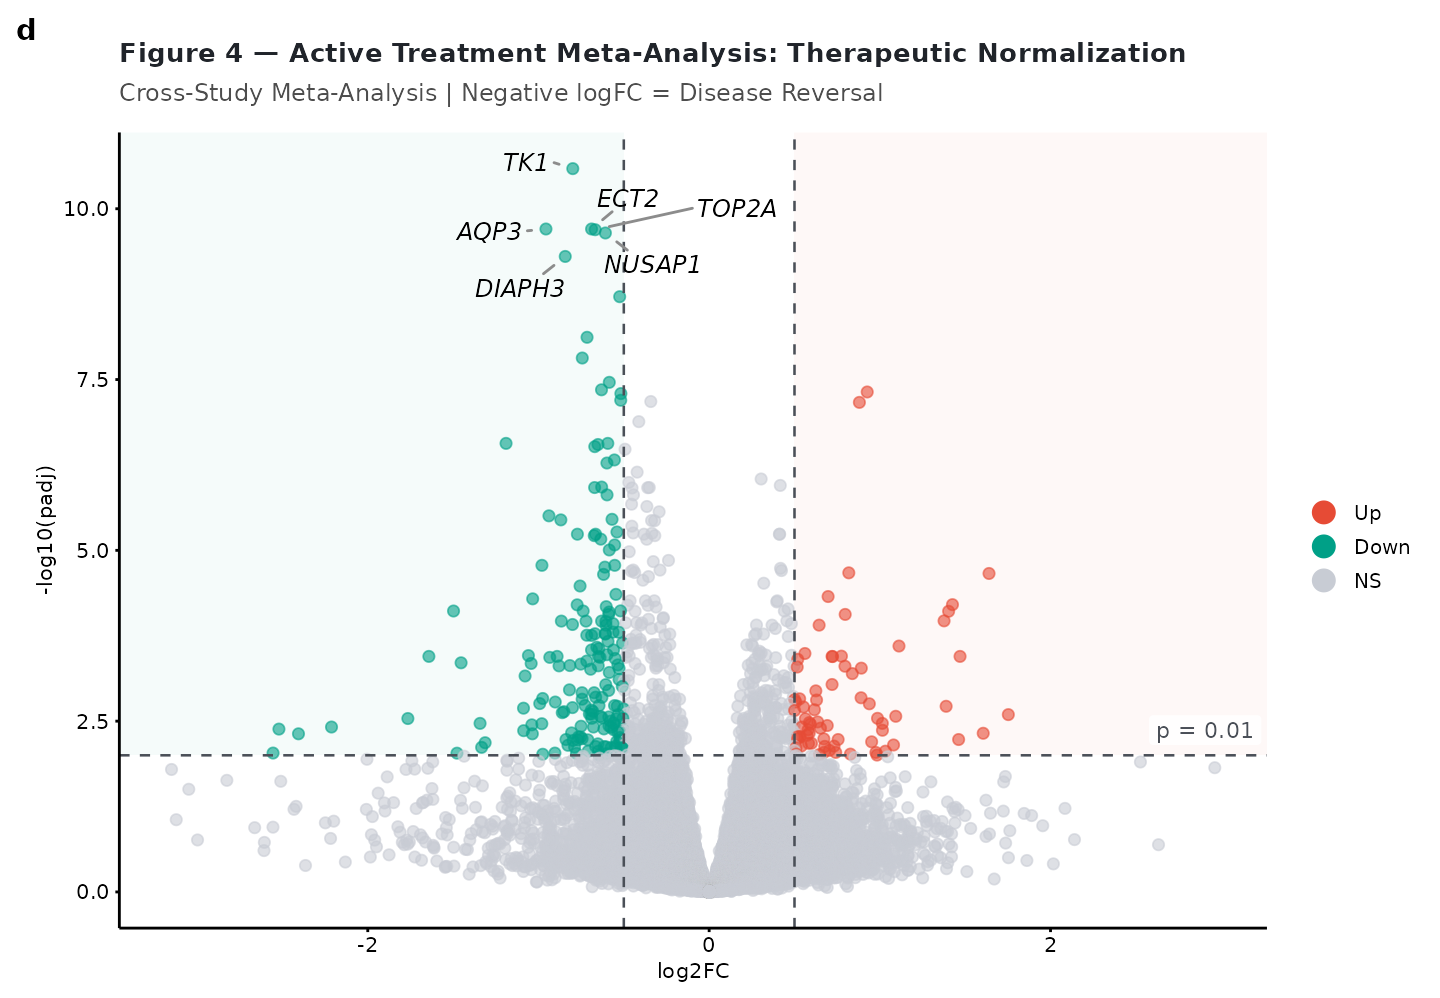 d
Figure 4 — Active Treatment Meta-Analysis: Therapeutic Normalization
Cross-Study Meta-Analysis | Negative logFC = Disease Reversal
TK1
ECT2
TOP2A
AQP3
NUSAP1
DIAPH3
10.0
7.5
5.0
2.5
0.0
-log10(padj)
p = 0.01
Up
Down
NS
-2
0
2
log2FC